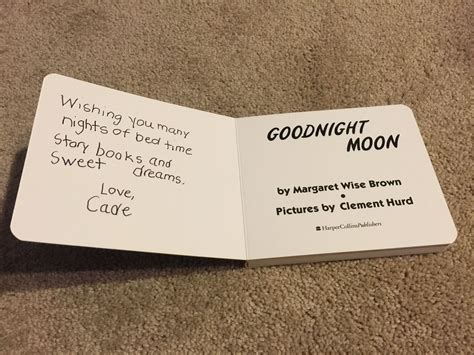 Wishing you many
nights of bed time
Story books and
Sweet dreams.
Love,
Cade
GOODNIGHT
MOON
by Margaret Wise Brown
Pictures by Clement Hurd
HarperCollinsPublishers